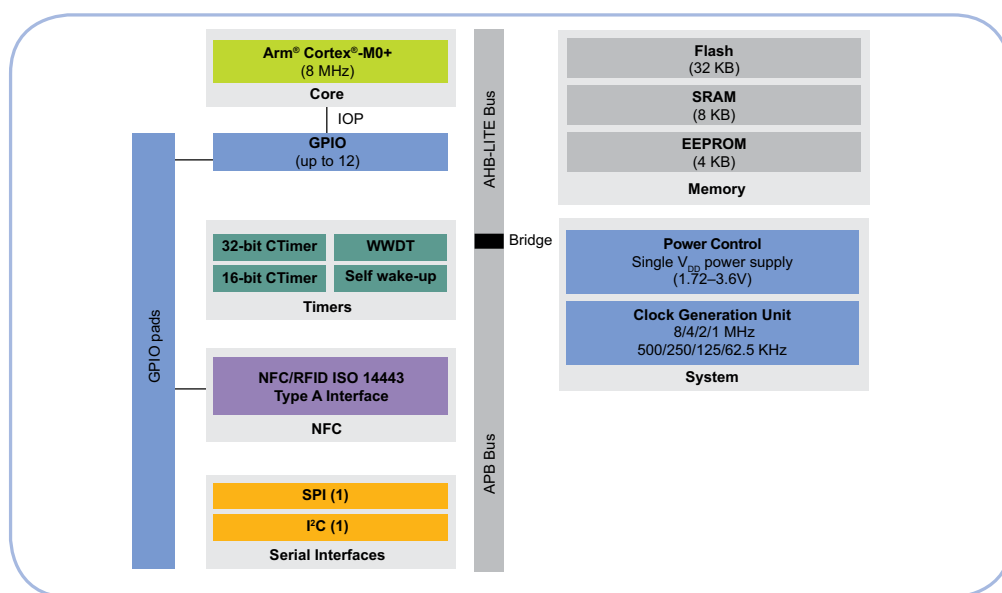 Arm® Cortex®-M0+
(8 MHz)
Core
IOP
GPIO
(up to 12)
GPIO pads
32-bit CTimer
WWDT
16-bit CTimer
Self wake-up
Timers
NFC/RFID ISO 14443
Type A Interface
NFC
SPI (1)
I²C (1)
Serial Interfaces
AHB-LITE Bus
Bridge
APB Bus
Flash
(32 KB)
SRAM
(8 KB)
EEPROM
(4 KB)
Memory
Power Control
Single VDD power supply
(1.72–3.6V)
Clock Generation Unit
8/4/2/1 MHz
500/250/125/62.5 KHz
System